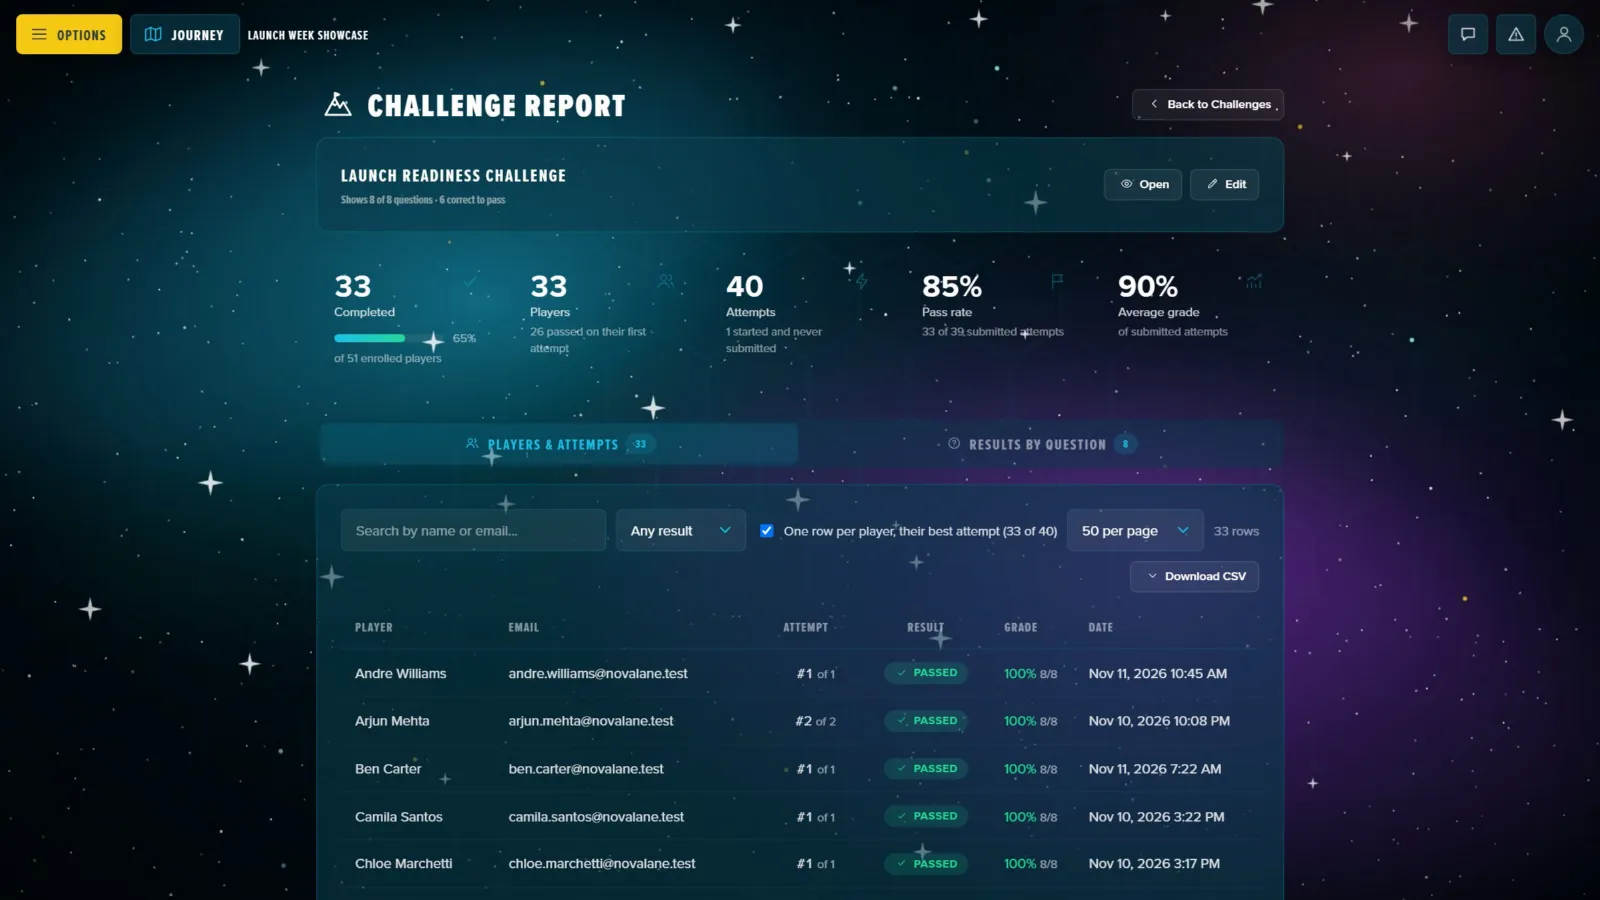 OPTIONS
JOURNEY
LAUNCH WEEK SHOWCASE
CHALLENGE REPORT
Back to Challenges
LAUNCH READINESS CHALLENGE
Shows 8 of 8 questions · 6 correct to pass
Open
Edit
33
Completed
65%
of 51 enrolled players
33
Players
26 passed on their first
attempt
40
Attempts
1 started and never
submitted
85%
Pass rate
33 of 39 submitted attempts
90%
Average grade
of submitted attempts
PLAYERS & ATTEMPTS 33
RESULTS BY QUESTION 8
Search by name or email...
Any result
One row per player, their best attempt (33 of 40)
50 per page
33 rows
Download CSV
PLAYER EMAIL ATTEMPT RESULT GRADE DATE
Andre Williams andre.williams@novalane.test #1 of 1 PASSED 100% 8/8 Nov 11, 2026 10:45 AM
Arjun Mehta arjun.mehta@novalane.test #2 of 2 PASSED 100% 8/8 Nov 10, 2026 10:08 PM
Ben Carter ben.carter@novalane.test #1 of 1 PASSED 100% 8/8 Nov 11, 2026 7:22 AM
Camila Santos camila.santos@novalane.test #1 of 1 PASSED 100% 8/8 Nov 10, 2026 3:22 PM
Chloe Marchetti chloe.marchetti@novalane.test #1 of 1 PASSED 100% 8/8 Nov 10, 2026 3:17 PM